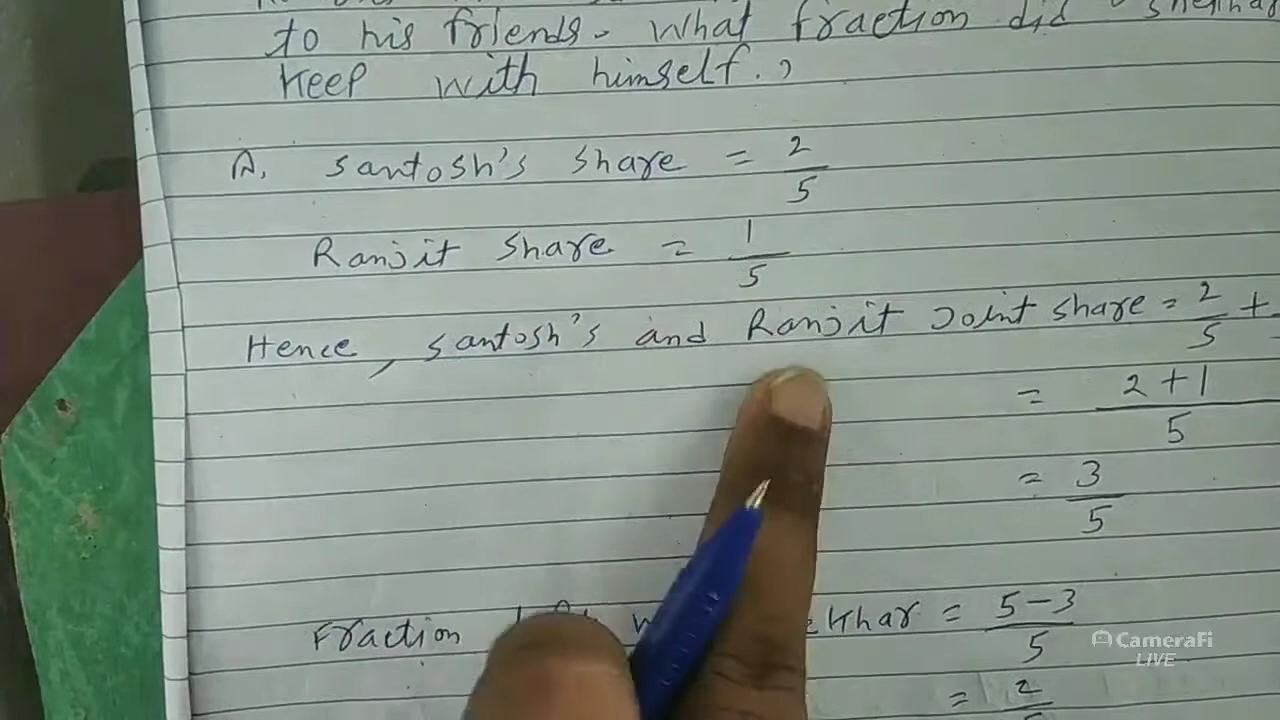 to his friends. What fraction did
keep with himself.?
A. santosh's share = 2/5
Ranjit share = 1/5
Hence, santosh's and Ranjit Joint share = 2/5 +
= 2+1/5
= 3/5
Fraction = 5-3/5
= 2
CameraFi
LIVE